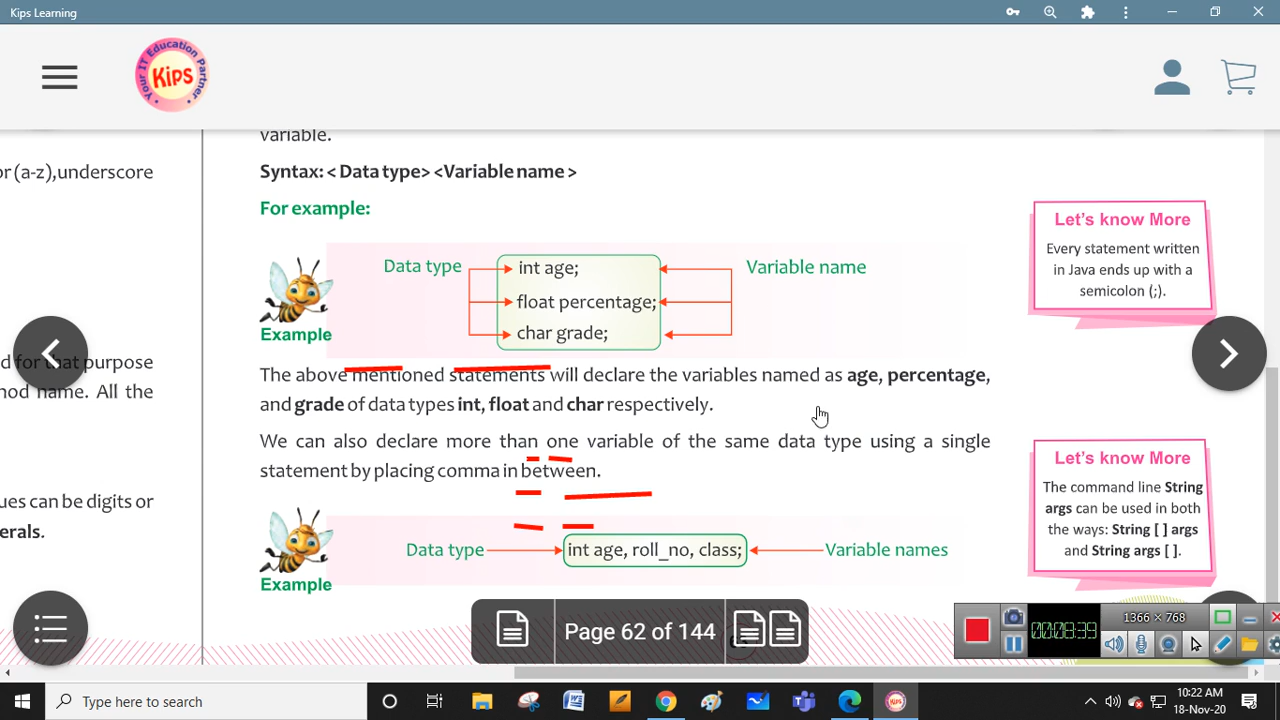 Kips Learning
Your IT Education Partner
Kips
variable.
or (a-z),underscore
Syntax: < Data type> <Variable name >
For example:
Let's know More
Every statement written
in Java ends up with a
semicolon (;).
Data type
int age;
Variable name
float percentage;
char grade;
Example
d for that purpose
hod name. All the
The above mentioned statements will declare the variables named as age, percentage,
and grade of data types int, float and char respectively.
We can also declare more than one variable of the same data type using a single
statement by placing comma in between.
Let's know More
The command line String
args can be used in both
the ways: String [ ] args
and String args [ ].
ues can be digits or
erals.
Data type
int age, roll_no, class;
Variable names
Example
Page 62 of 144
1366 × 768
00:08:39
Type here to search
10:22 AM
18-Nov-20